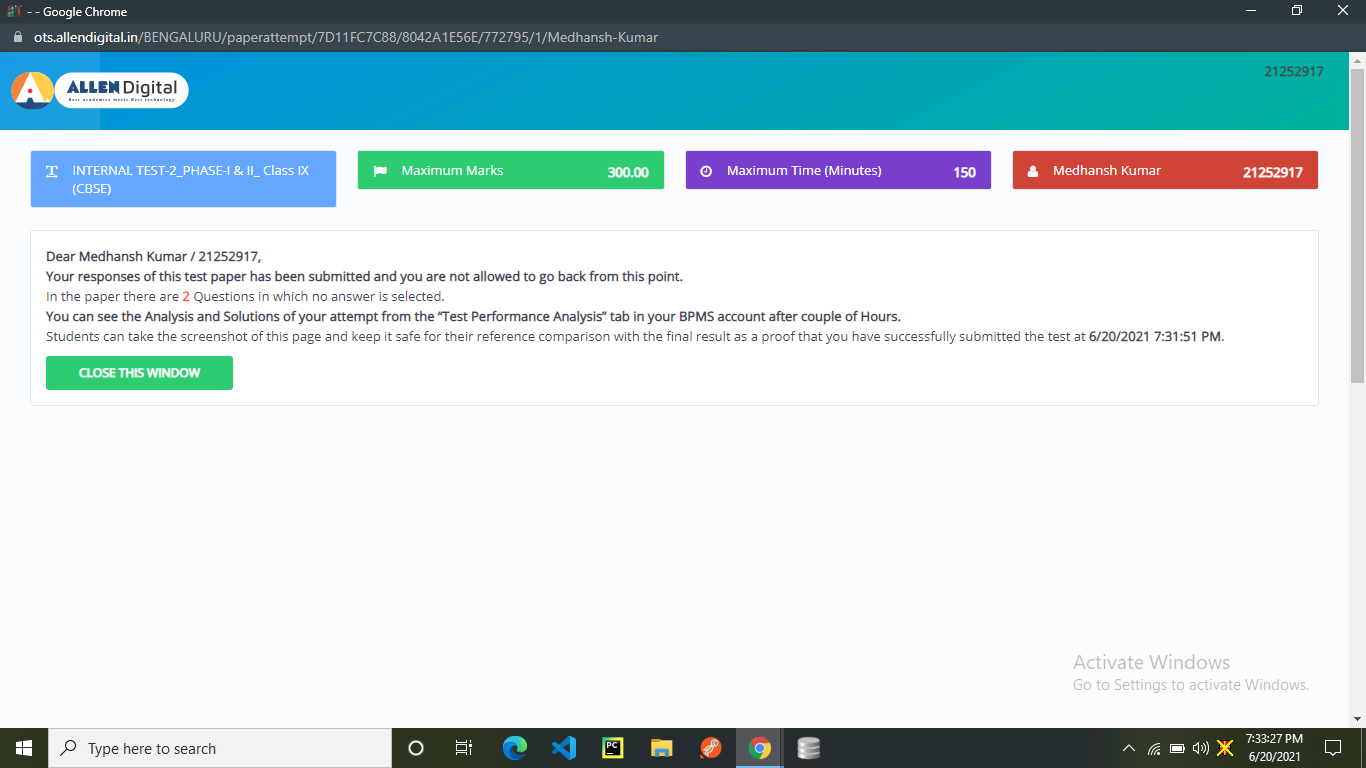 - - Google Chrome
ots.allendigital.in/BENGALURU/paperattempt/7D11FC7C88/8042A1E56E/772795/1/Medhansh-Kumar
21252917
ALLEN Digital
Best academics meets Best technology
INTERNAL TEST-2_PHASE-I & II_ Class IX
(CBSE)
Maximum Marks 300.00
Maximum Time (Minutes) 150
Medhansh Kumar 21252917
Dear Medhansh Kumar / 21252917,
Your responses of this test paper has been submitted and you are not allowed to go back from this point.
In the paper there are 2 Questions in which no answer is selected.
You can see the Analysis and Solutions of your attempt from the “Test Performance Analysis” tab in your BPMS account after couple of Hours.
Students can take the screenshot of this page and keep it safe for their reference comparison with the final result as a proof that you have successfully submitted the test at 6/20/2021 7:31:51 PM.
CLOSE THIS WINDOW
Activate Windows
Go to Settings to activate Windows.
Type here to search
PC
7:33:27 PM
6/20/2021